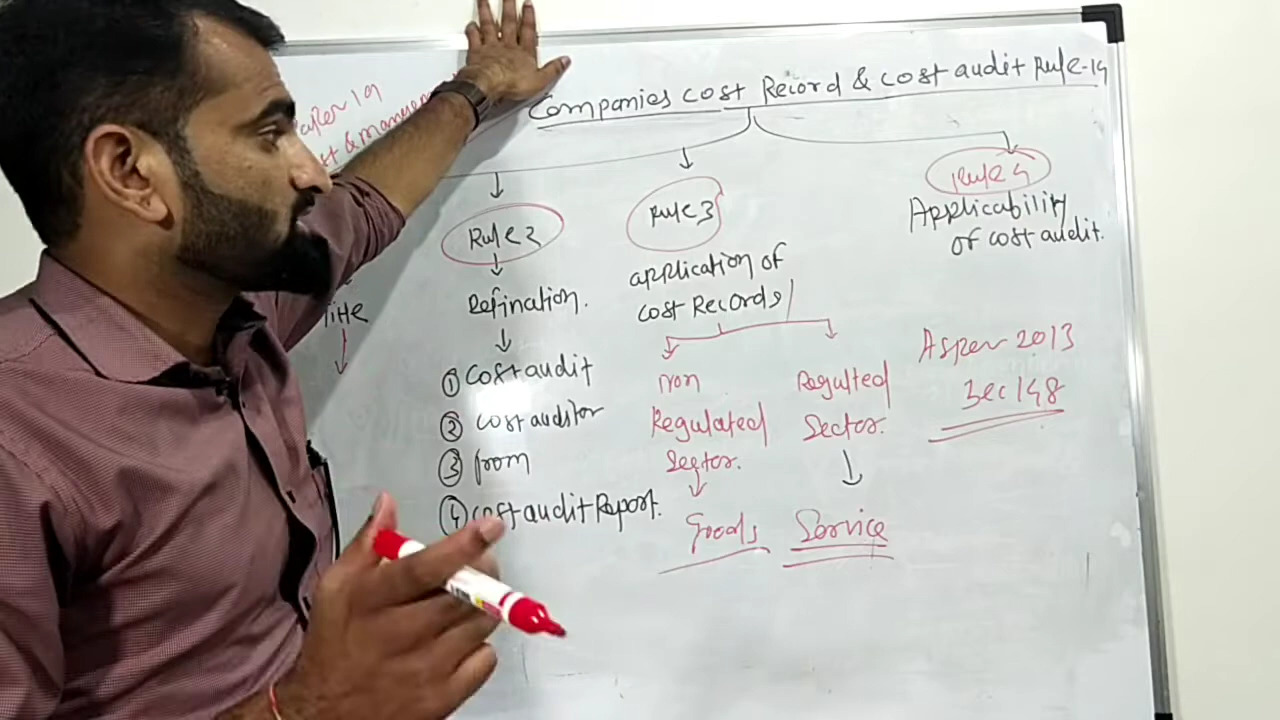 Companies cost Record & cost audit Rule-14
Rule 2
Defination.
① Cost audit
② cost auditor
③ from
④ cost audit Report.
Rule 3
application of
cost Records
non
Regulated
Sector.
Goods
Regulted
Sector.
Service
Rule 4
Applicability
of cost audit.
As per 2013
Sec 148